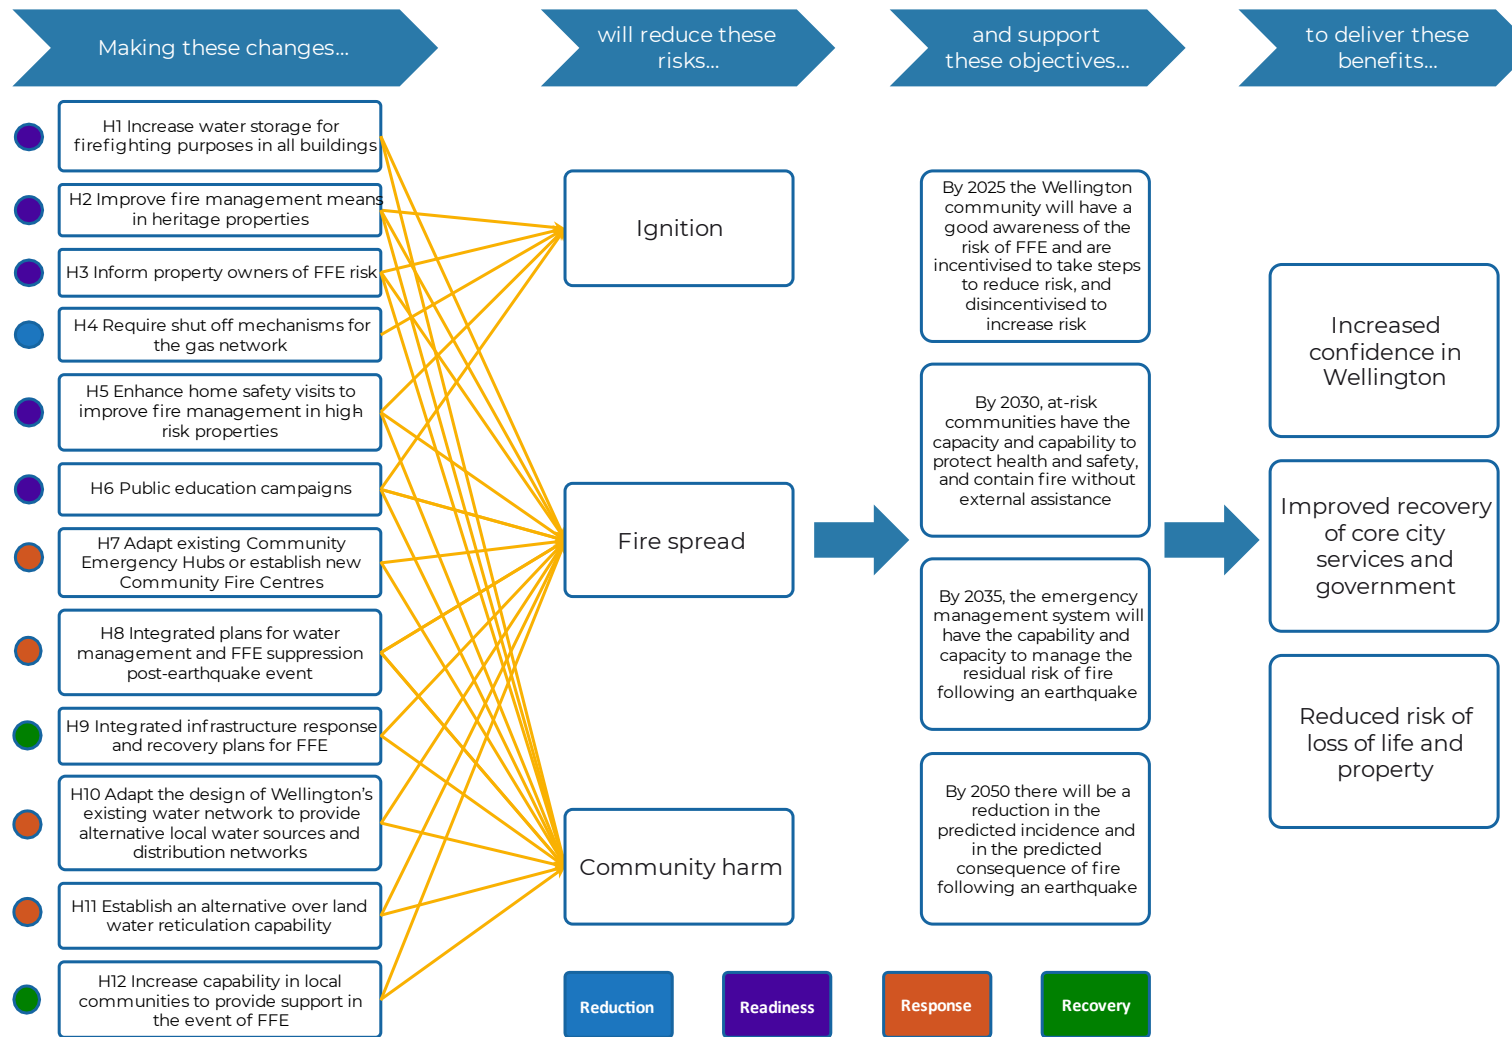 Making these changes...
will reduce these
risks...
and support
these objectives...
to deliver these
benefits...
H1 Increase water storage for
firefighting purposes in all buildings
H2 Improve fire management means
in heritage properties
H3 Inform property owners of FFE risk
H4 Require shut off mechanisms for
the gas network
H5 Enhance home safety visits to
improve fire management in high-
risk properties
H6 Public education campaigns
H7 Adapt existing Community
Emergency Hubs or establish new
Community Fire Centres
H8 Integrated plans for water
management and FFE suppression
post-earthquake event
H9 Integrated infrastructure response
and recovery plans for FFE
H10 Adapt the design of Wellington’s
existing water network to provide
alternative local water sources and
distribution networks
H11 Establish an alternative over land
water reticulation capability
H12 Increase capability in local
communities to provide support in
the event of FFE
Ignition
Fire spread
Community harm
By 2025 the Wellington
community will have a
good awareness of the
risk of FFE and are
incentivised to take steps
to reduce risk, and
disincentivised to
increase risk
By 2030, at-risk
communities have the
capacity and capability to
protect health and safety,
and contain fire without
external assistance
By 2035, the emergency
management system will
have the capability and
capacity to manage the
residual risk of fire
following an earthquake
By 2050 there will be a
reduction in the
predicted incidence and
in the predicted
consequence of fire
following an earthquake
Increased
confidence in
Wellington
Improved recovery
of core city
services and
government
Reduced risk of
loss of life and
property
Reduction
Readiness
Response
Recovery